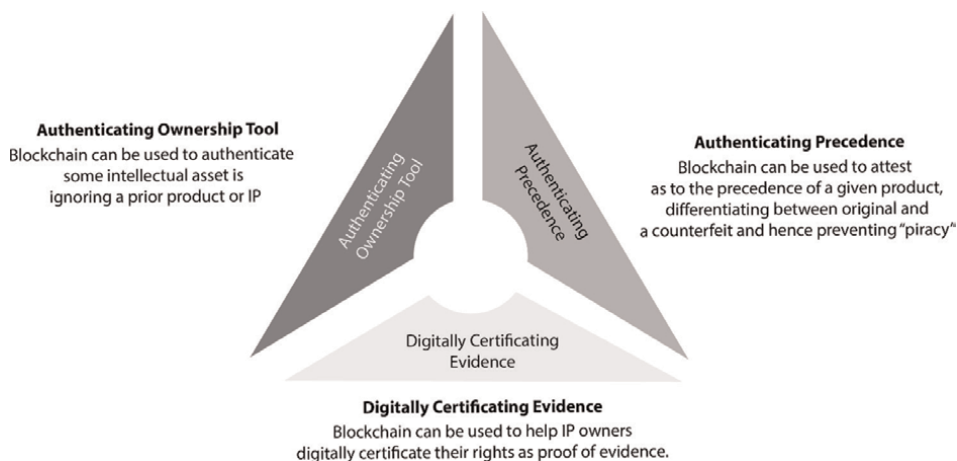 Authenticating Ownership Tool
Blockchain can be used to authenticate
some intellectual asset is
ignoring a prior product or IP
Authenticating
Ownership Tool
Authenticating
Precedence
Authenticating Precedence
Blockchain can be used to attest
as to the precedence of a given product,
differentiating between original and
a counterfeit and hence preventing “piracy“
Digitally Certificating
Evidence
Digitally Certificating Evidence
Blockchain can be used to help IP owners
digitally certificate their rights as proof of evidence.